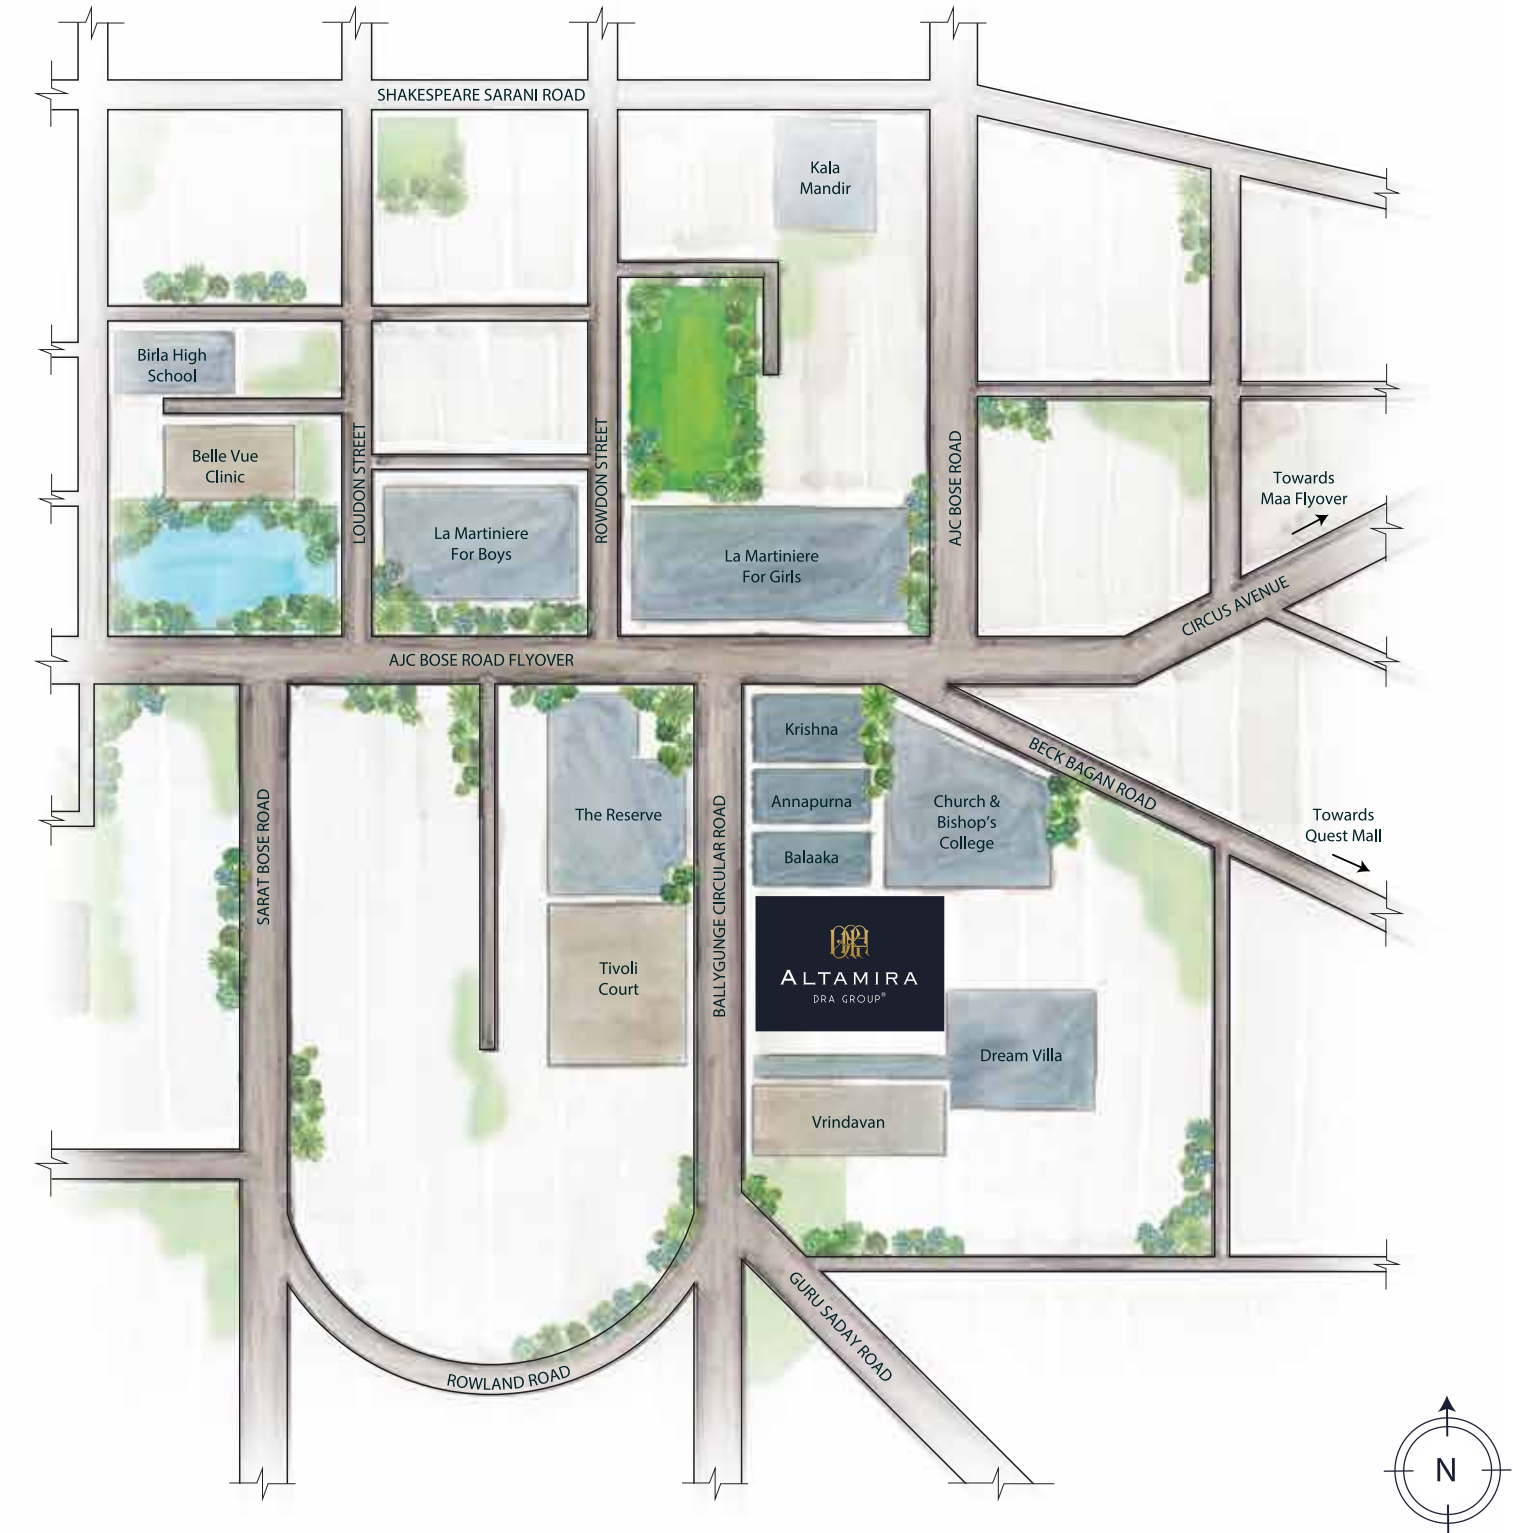 SHAKESPEARE SARANI ROAD
Kala
Mandir
Birla High
School
Belle Vue
Clinic
LOUDON STREET
La Martiniere
For Boys
ROWDON STREET
La Martiniere
For Girls
AJC BOSE ROAD
Towards
Maa Flyover
CIRCUS AVENUE
AJC BOSE ROAD FLYOVER
Krishna
Annapurna
Balaaka
Church &
Bishop's
College
BECK BAGAN ROAD
Towards
Quest Mall
The Reserve
SARAT BOSE ROAD
BALLYGUNGE CIRCULAR ROAD
Tivoli
Court
ALTAMIRA
DRA GROUP®
Dream Villa
Vrindavan
GURU SADAY ROAD
ROWLAND ROAD
N